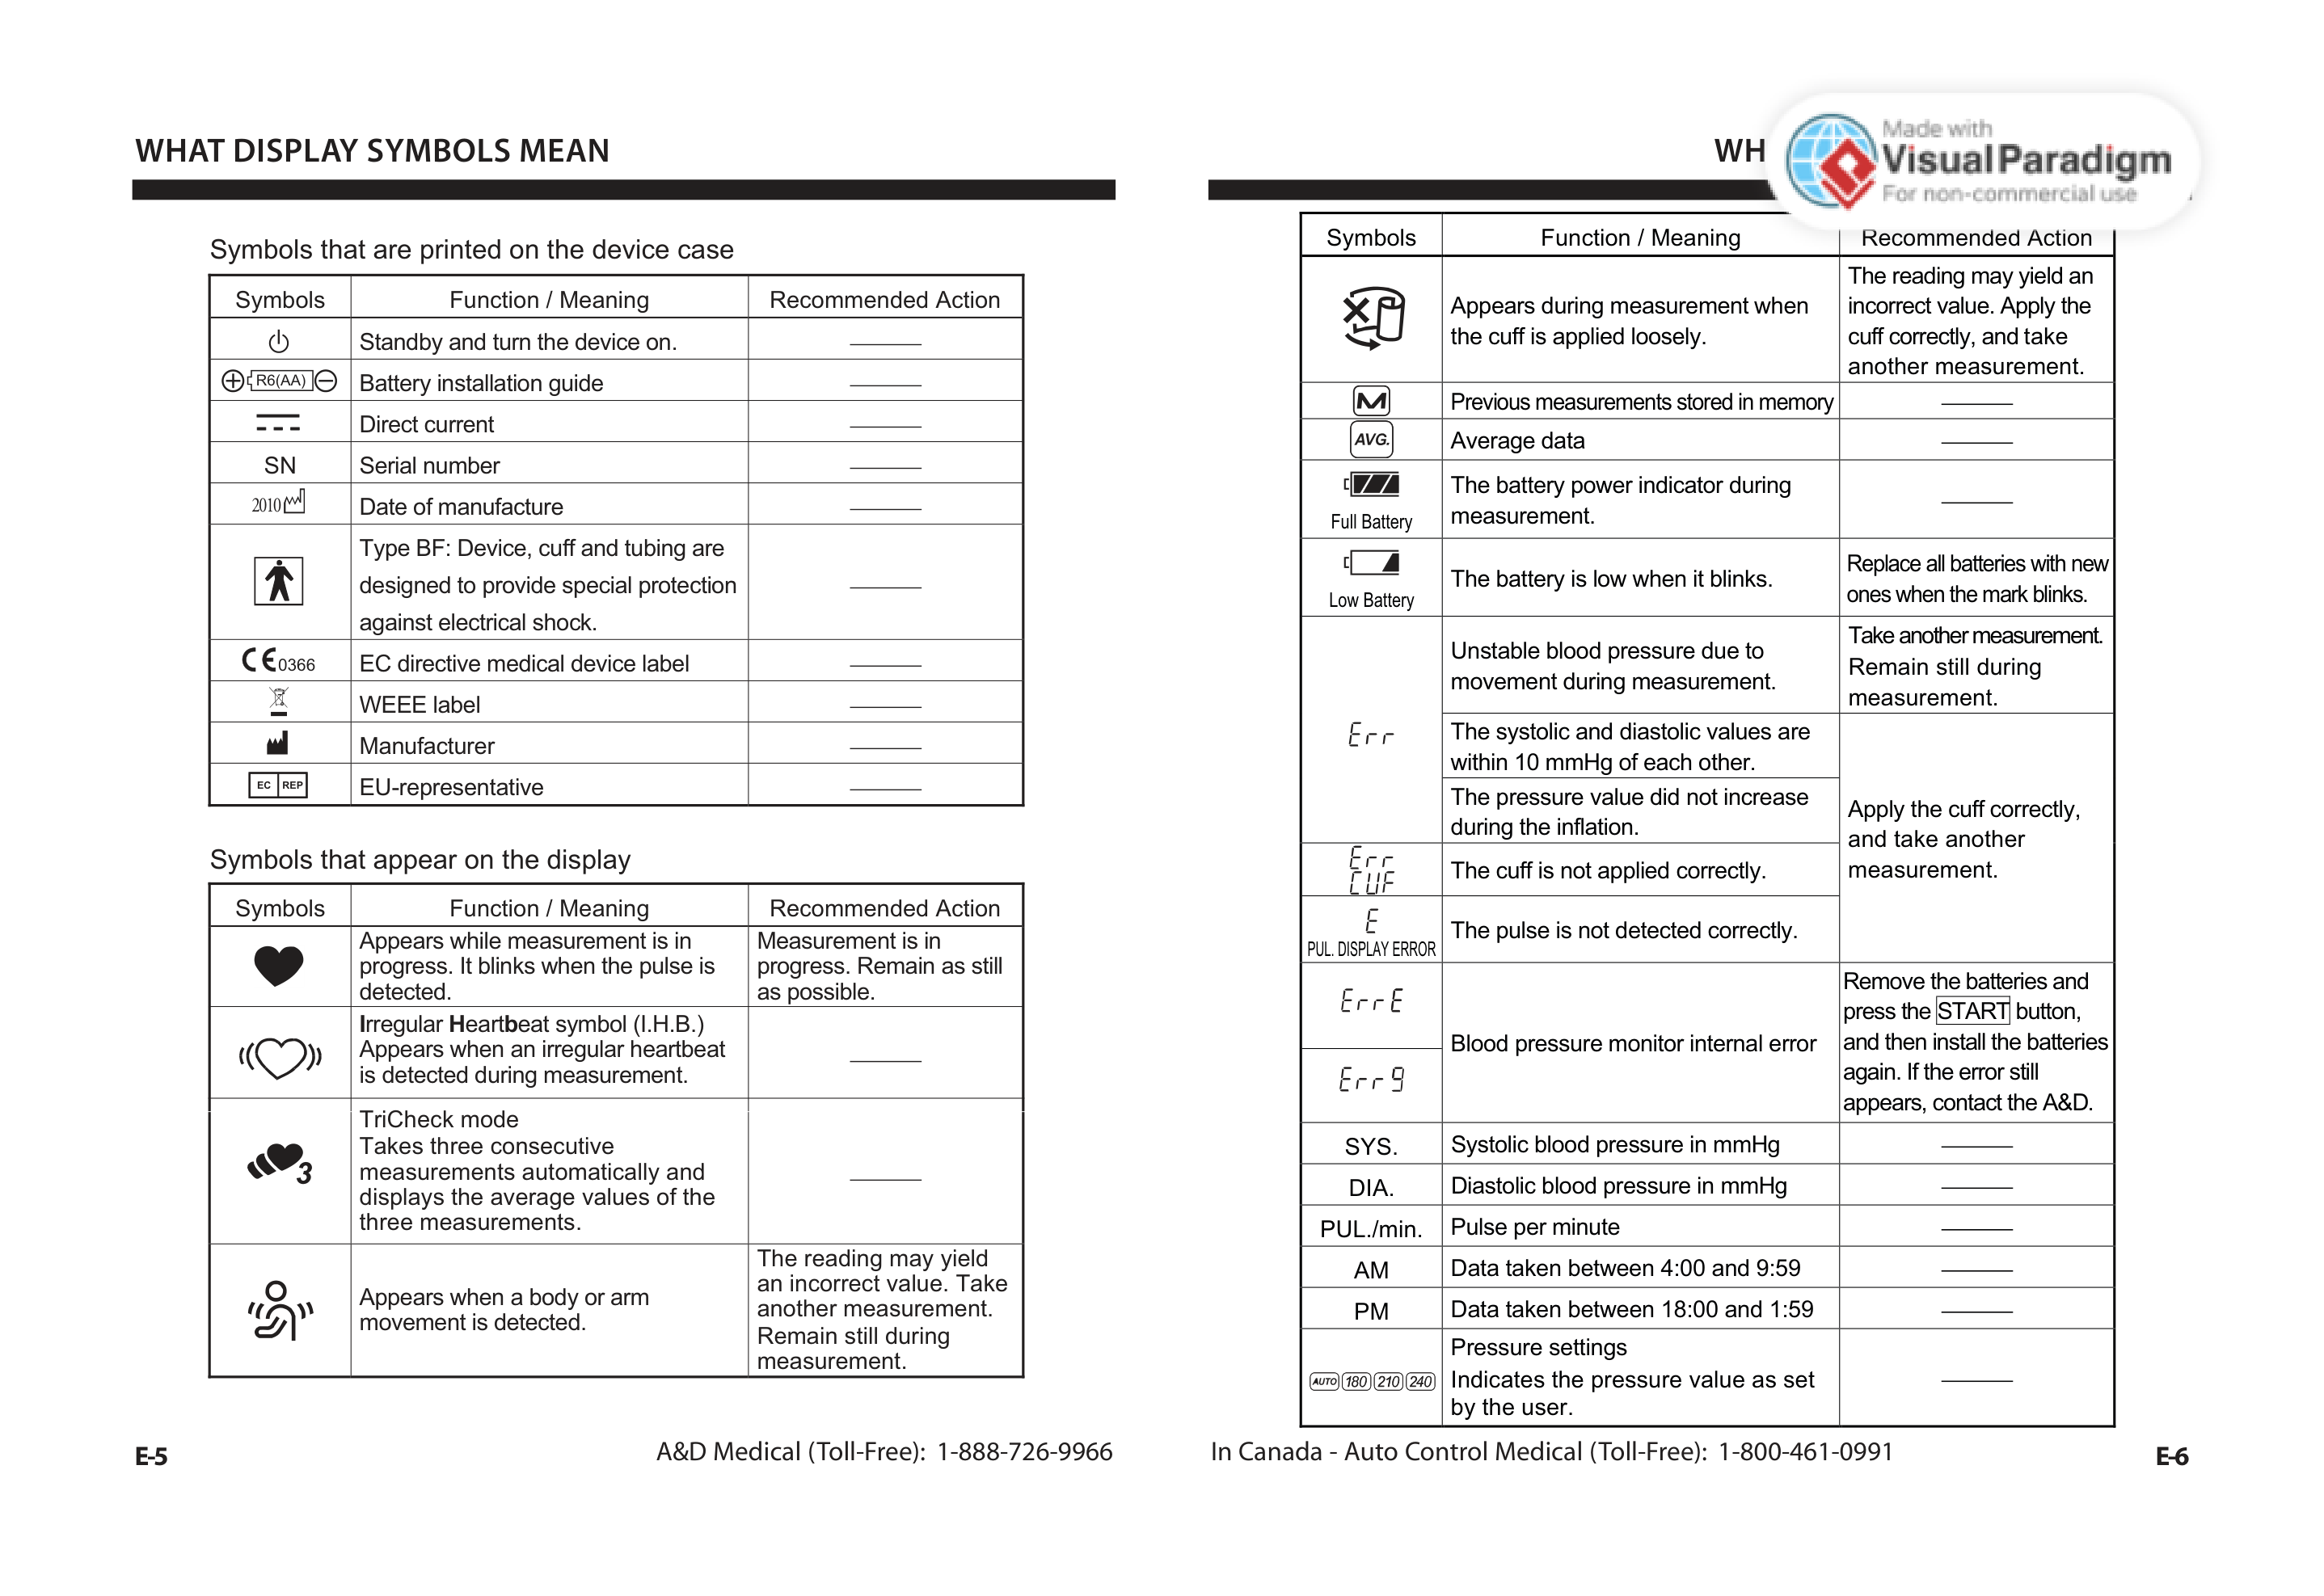 WHAT DISPLAY SYMBOLS MEAN
Symbols that are printed on the device case
Symbols Function / Meaning Recommended Action
Standby and turn the device on.
R6(AA) Battery installation guide
Direct current
SN Serial number
2010 Date of manufacture
Type BF: Device, cuff and tubing are
designed to provide special protection
against electrical shock.
CE0366 EC directive medical device label
WEEE label
Manufacturer
EC REP EU-representative
Symbols that appear on the display
Symbols Function / Meaning Recommended Action
Appears while measurement is in Measurement is in
progress. It blinks when the pulse is progress. Remain as still
detected. as possible.
Irregular Heartbeat symbol (I.H.B.)
Appears when an irregular heartbeat
is detected during measurement.
TriCheck mode
Takes three consecutive
measurements automatically and
3 displays the average values of the
three measurements.
The reading may yield
an incorrect value. Take
Appears when a body or arm another measurement.
movement is detected. Remain still during
measurement.
E-5 A&D Medical (Toll-Free): 1-888-726-9966
WH
Made with
Visual Paradigm
For non-commercial use
Symbols Function / Meaning Recommended Action
The reading may yield an
Appears during measurement when incorrect value. Apply the
the cuff is applied loosely. cuff correctly, and take
another measurement.
M Previous measurements stored in memory
AVG. Average data
The battery power indicator during
Full Battery measurement.
The battery is low when it blinks. Replace all batteries with new
Low Battery ones when the mark blinks.
Unstable blood pressure due to Take another measurement.
movement during measurement. Remain still during
measurement.
Err The systolic and diastolic values are
within 10 mmHg of each other.
The pressure value did not increase
during the inflation.
Apply the cuff correctly,
and take another
measurement.
Err
CUF The cuff is not applied correctly.
E
PUL. DISPLAY ERROR The pulse is not detected correctly.
Err E
Err 9
Blood pressure monitor internal error
Remove the batteries and
press the START button,
and then install the batteries
again. If the error still
appears, contact the A&D.
SYS. Systolic blood pressure in mmHg
DIA. Diastolic blood pressure in mmHg
PUL./min. Pulse per minute
AM Data taken between 4:00 and 9:59
PM Data taken between 18:00 and 1:59
Pressure settings
AUTO 180 210 240 Indicates the pressure value as set
by the user.
In Canada - Auto Control Medical (Toll-Free): 1-800-461-0991 E-6